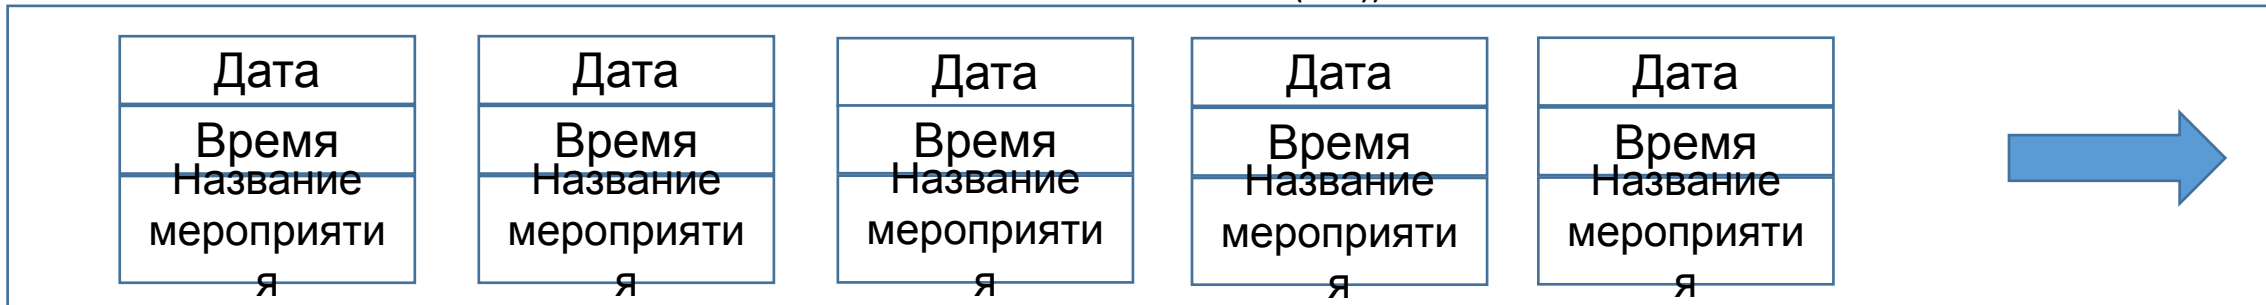 Дата Дата Дата Дата Дата
Время Время Время Время Время
Название Название Название Название Название
мероприяти мероприяти мероприяти мероприяти мероприяти
я я я я я